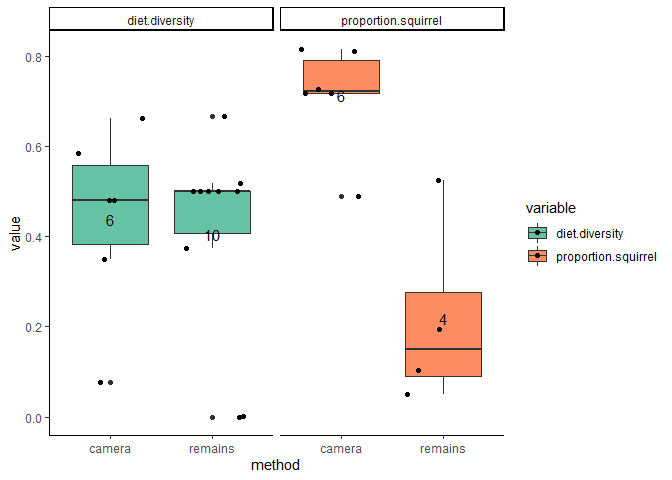 diet.diversity
proportion.squirrel
0.8
0.6
0.4
0.2
0.0
value
6
10
6
4
camera
remains
camera
remains
method
variable
diet.diversity
proportion.squirrel